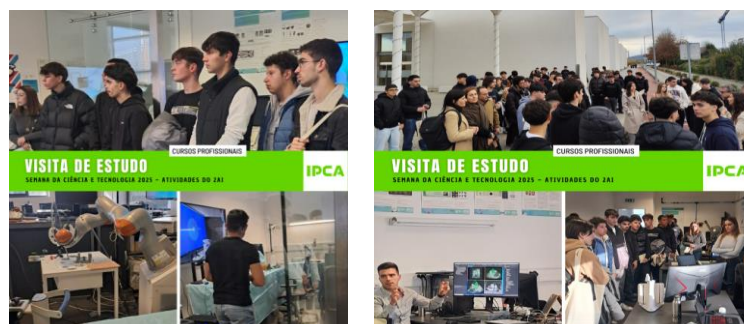 CURSOS PROFISSIONAIS
VISITA DE ESTUDO
SEMANA DA CIÊNCIA E TECNOLOGIA 2025 – ATIVIDADES DO 2AI
IPCA
CURSOS PROFISSIONAIS
VISITA DE ESTUDO
SEMANA DA CIÊNCIA E TECNOLOGIA 2025 – ATIVIDADES DO 2AI
IPCA